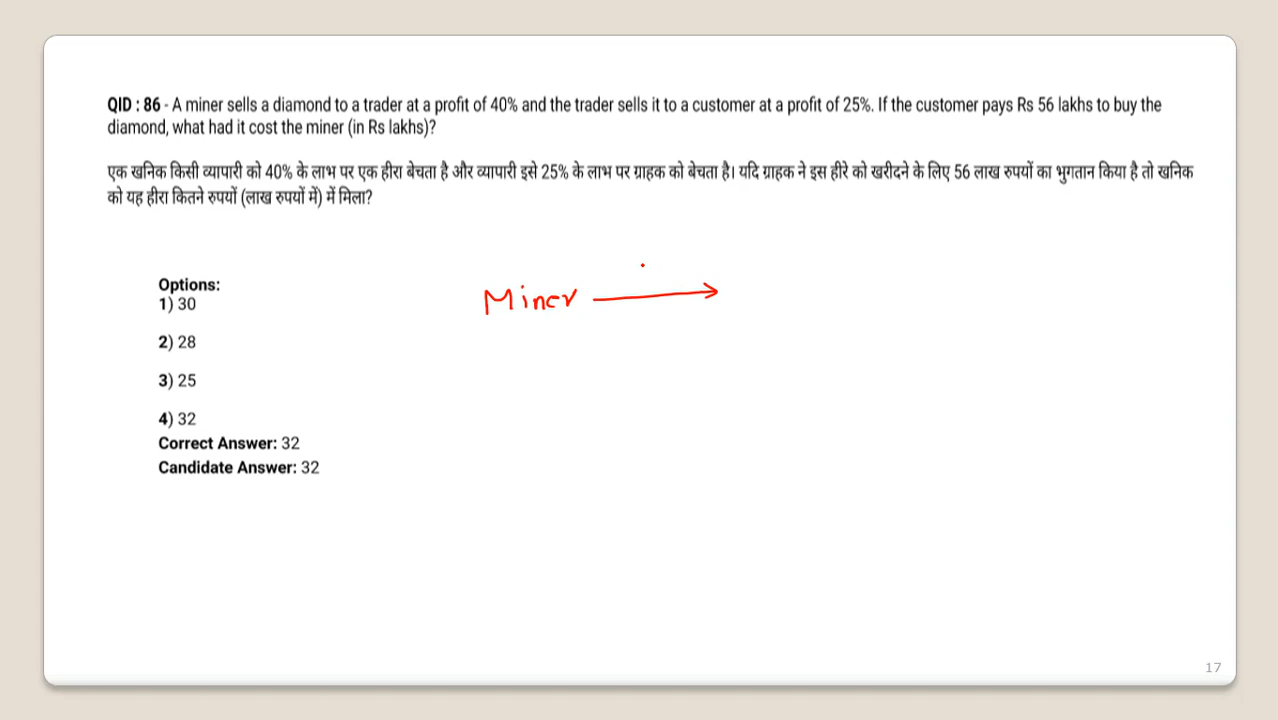 QID : 86 - A miner sells a diamond to a trader at a profit of 40% and the trader sells it to a customer at a profit of 25%. If the customer pays Rs 56 lakhs to buy the
diamond, what had it cost the miner (in Rs lakhs)?
एक खनिक किसी व्यापारी को 40% के लाभ पर एक हीरा बेचता है और व्यापारी इसे 25% के लाभ पर ग्राहक को बेचता है। यदि ग्राहक ने इस हीरे को खरीदने के लिए 56 लाख रुपयों का भुगतान किया है तो खनिक
को यह हीरा कितने रुपयों (लाख रुपयों में) में मिला?
Options:
1) 30
Miner
2) 28
3) 25
4) 32
Correct Answer: 32
Candidate Answer: 32
17